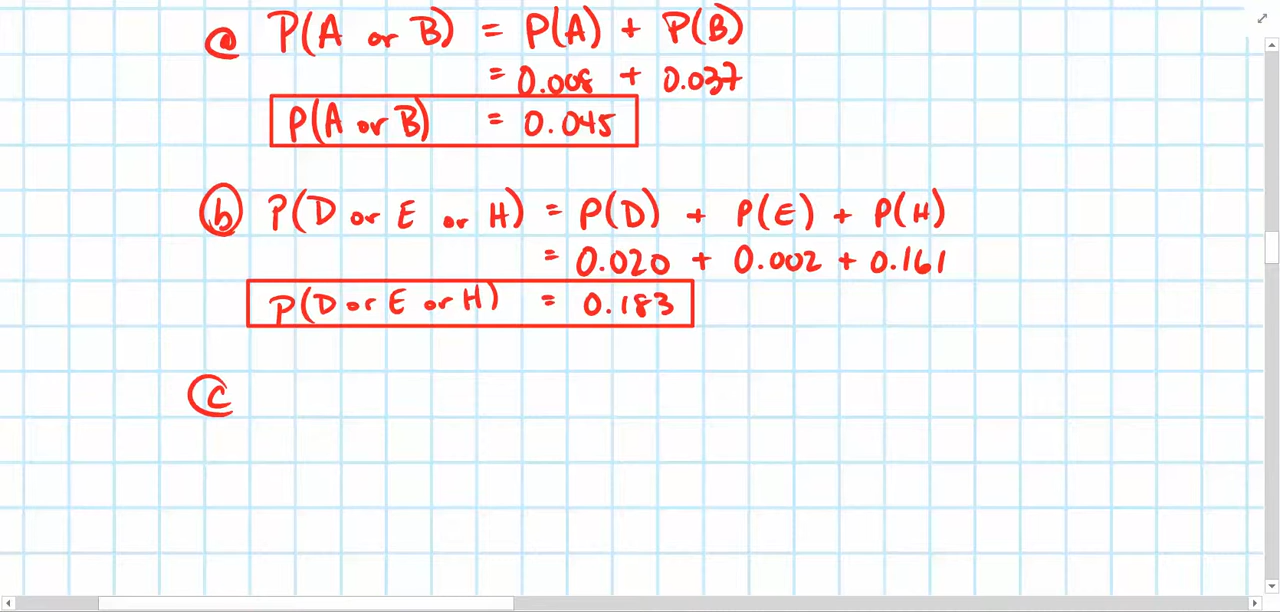 a P(A or B) = P(A) + P(B)
= 0.008 + 0.037
P(A or B) = 0.045
b P(D or E or H) = P(D) + P(E) + P(H)
= 0.020 + 0.002 + 0.161
P(D or E or H) = 0.183
c